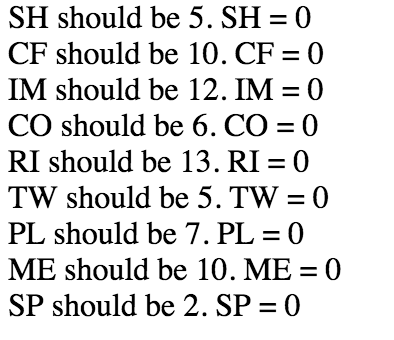 SH should be 5. SH = 0
CF should be 10. CF = 0
IM should be 12. IM = 0
CO should be 6. CO = 0
RI should be 13. RI = 0
TW should be 5. TW = 0
PL should be 7. PL = 0
ME should be 10. ME = 0
SP should be 2. SP = 0